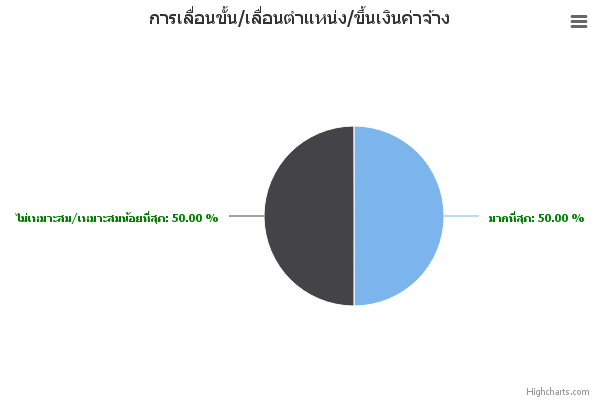 การเลื่อนขั้น/เลื่อนตำแหน่ง/ขึ้นเงินค่าจ้าง
ไม่เหมาะสม/เหมาะสมน้อยที่สุด: 50.00 %
มากที่สุด: 50.00 %
Highcharts.com